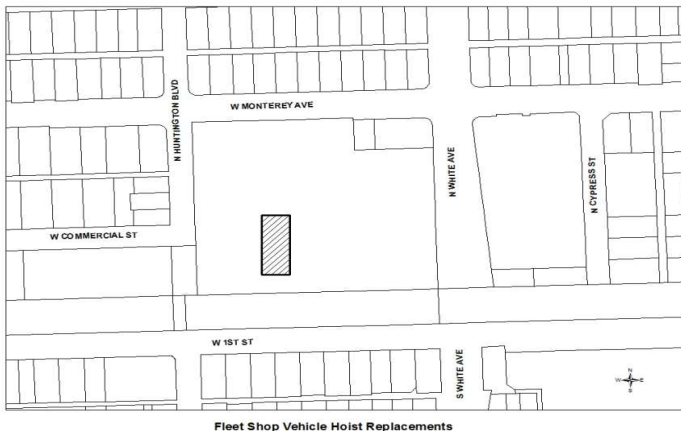 W MONTEREY AVE
N HUNTINGTON BLVD
N WHITE AVE
N CYPRESS ST
W COMMERCIAL ST
W 1ST ST
S WHITE AVE
N
W E
S
Fleet Shop Vehicle Hoist Replacements